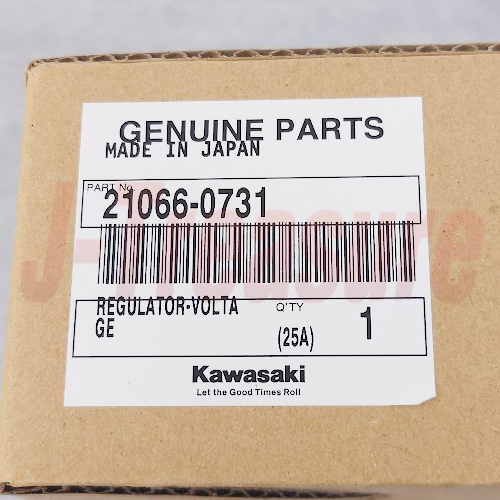 GENUINE PARTS
MADE IN JAPAN
PART No.
21066-0731
REGULATOR-VOLTA
GE
Q'TY
(25A)
1
Kawasaki
Let the Good Times Roll
J-Treasure